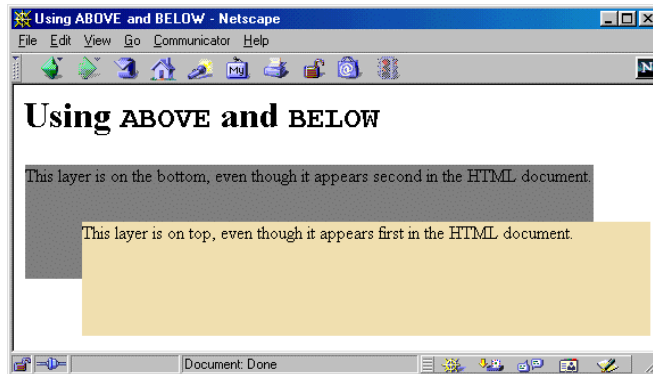 Using ABOVE and BELOW - Netscape
File Edit View Go Communicator Help
My
N
Using ABOVE and BELOW
This layer is on the bottom, even though it appears second in the HTML document.
This layer is on top, even though it appears first in the HTML document.
Document: Done